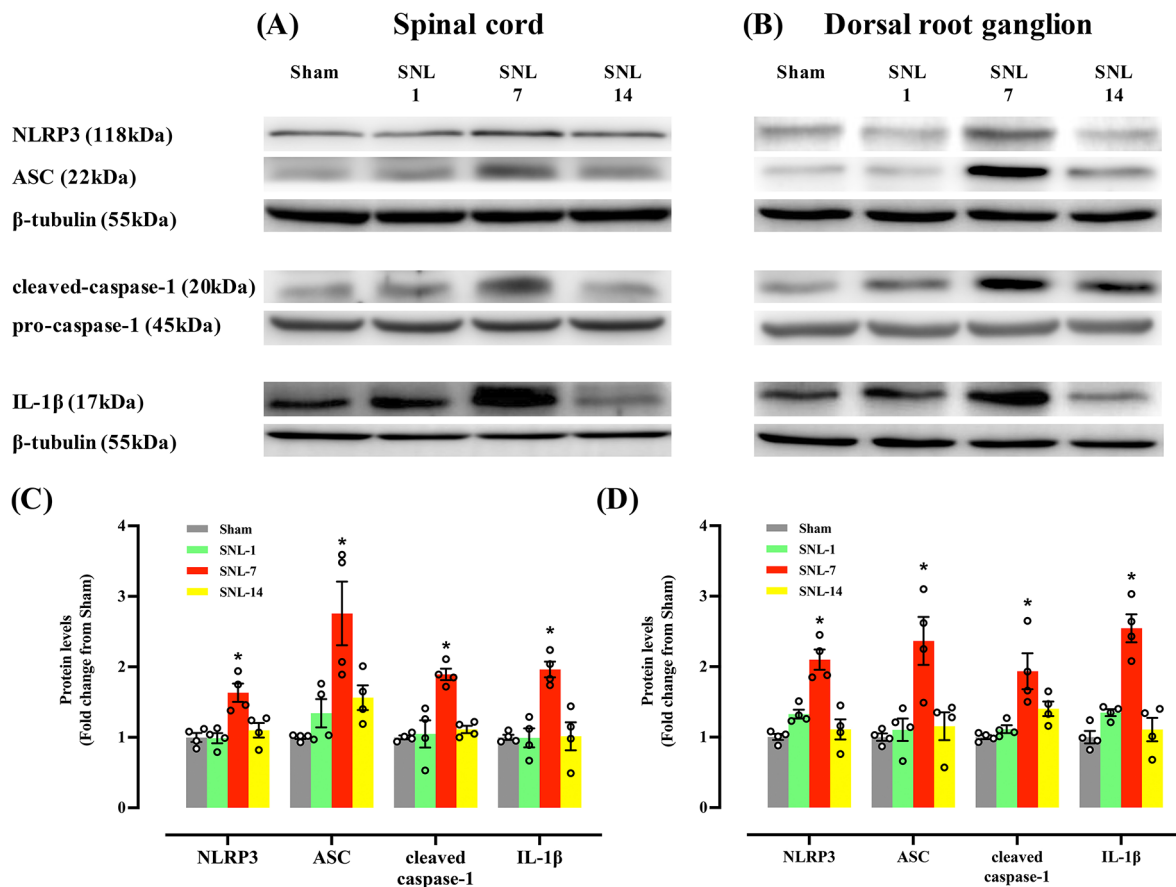 (A) Spinal cord
(B) Dorsal root ganglion
Sham SNL 1 SNL 7 SNL 14
Sham SNL 1 SNL 7 SNL 14
NLRP3 (118kDa)
ASC (22kDa)
β-tubulin (55kDa)
cleaved-caspase-1 (20kDa)
pro-caspase-1 (45kDa)
IL-1β (17kDa)
β-tubulin (55kDa)
(C)
Protein levels
(Fold change from Sham)
4
3
2
1
0
Sham
SNL-1
SNL-7
SNL-14
* * * *
NLRP3 ASC cleaved caspase-1 IL-1β
(D)
Protein levels
(Fold change from Sham)
4
3
2
1
0
Sham
SNL-1
SNL-7
SNL-14
* * * *
NLRP3 ASC cleaved caspase-1 IL-1β